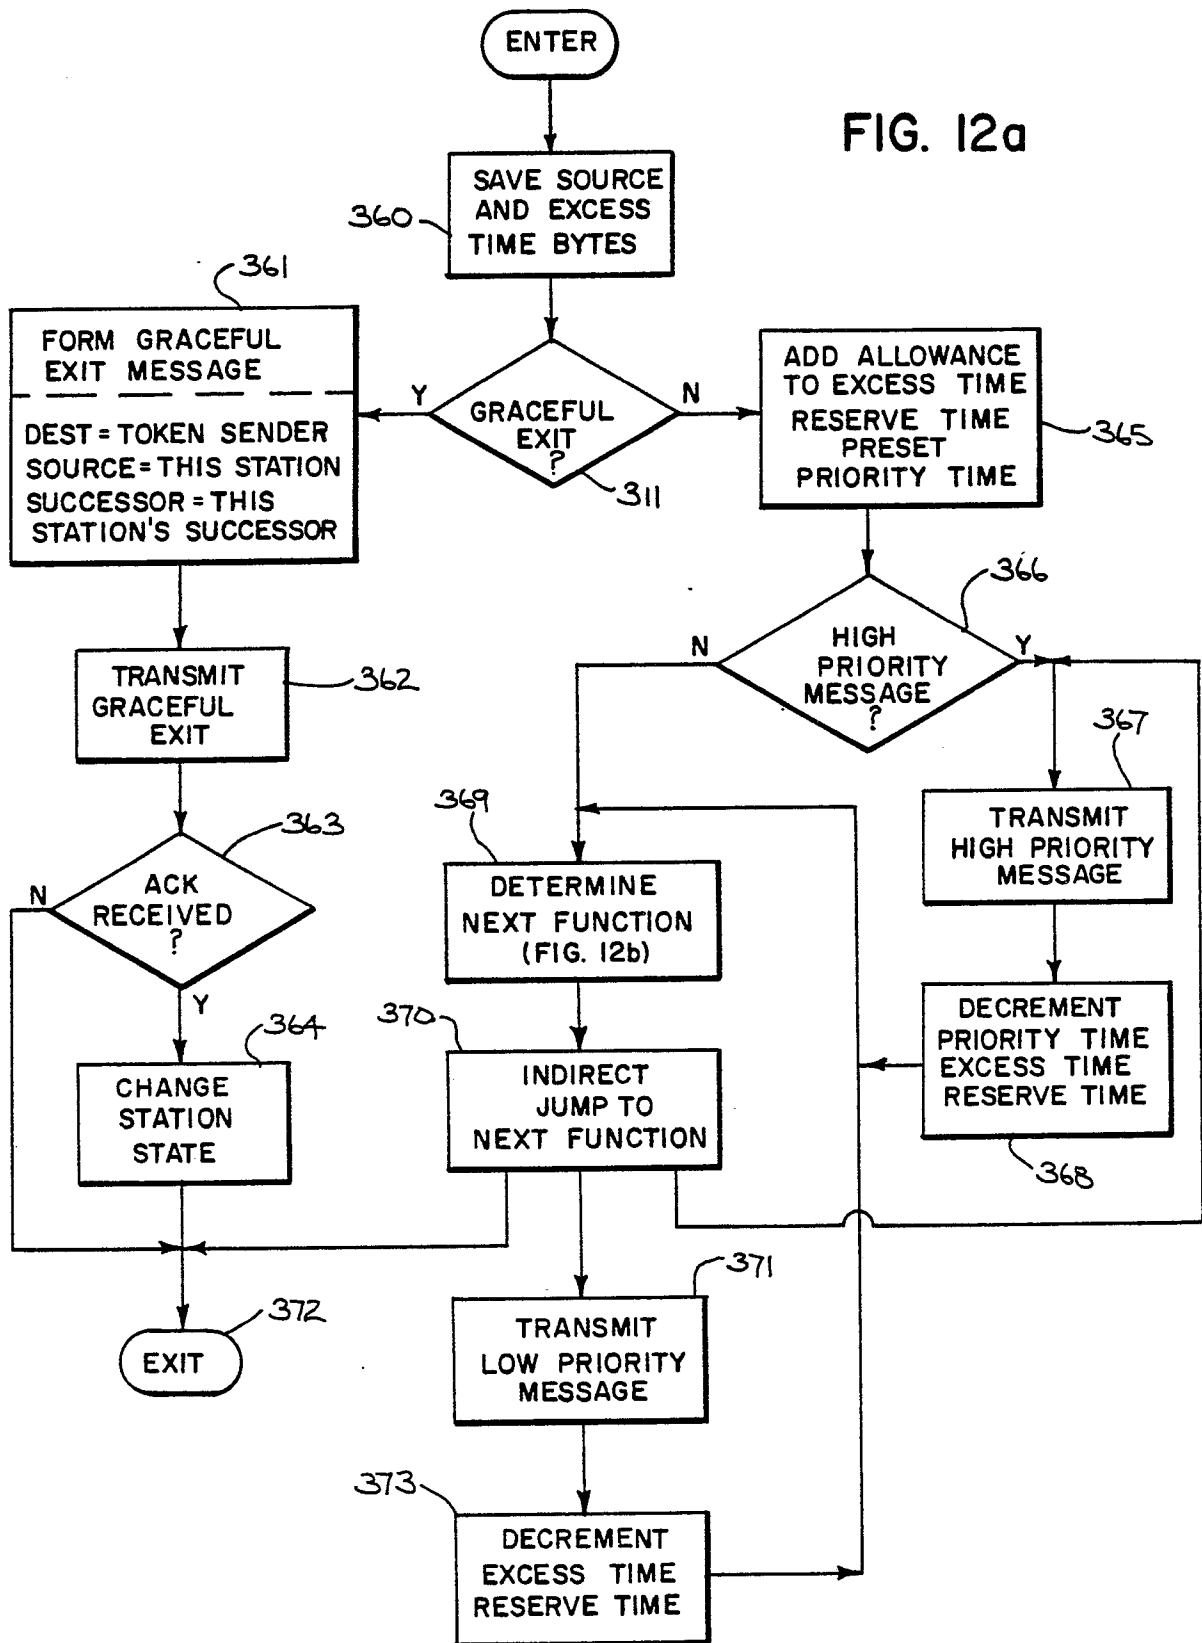 ENTER
FIG. 12a
SAVE SOURCE
AND EXCESS
TIME BYTES
360
361
FORM GRACEFUL
EXIT MESSAGE
DEST = TOKEN SENDER
SOURCE = THIS STATION
SUCCESSOR = THIS
STATION'S SUCCESSOR
Y
GRACEFUL
EXIT
?
N
311
ADD ALLOWANCE
TO EXCESS TIME
RESERVE TIME
PRESET
PRIORITY TIME
365
366
N
HIGH
PRIORITY
MESSAGE
?
Y
TRANSMIT
GRACEFUL
EXIT
362
367
TRANSMIT
HIGH PRIORITY
MESSAGE
363
N
ACK
RECEIVED
?
Y
369
DETERMINE
NEXT FUNCTION
(FIG. 12b)
364
CHANGE
STATION
STATE
370
INDIRECT
JUMP TO
NEXT FUNCTION
DECREMENT
PRIORITY TIME
EXCESS TIME
RESERVE TIME
368
371
TRANSMIT
LOW PRIORITY
MESSAGE
372
EXIT
373
DECREMENT
EXCESS TIME
RESERVE TIME